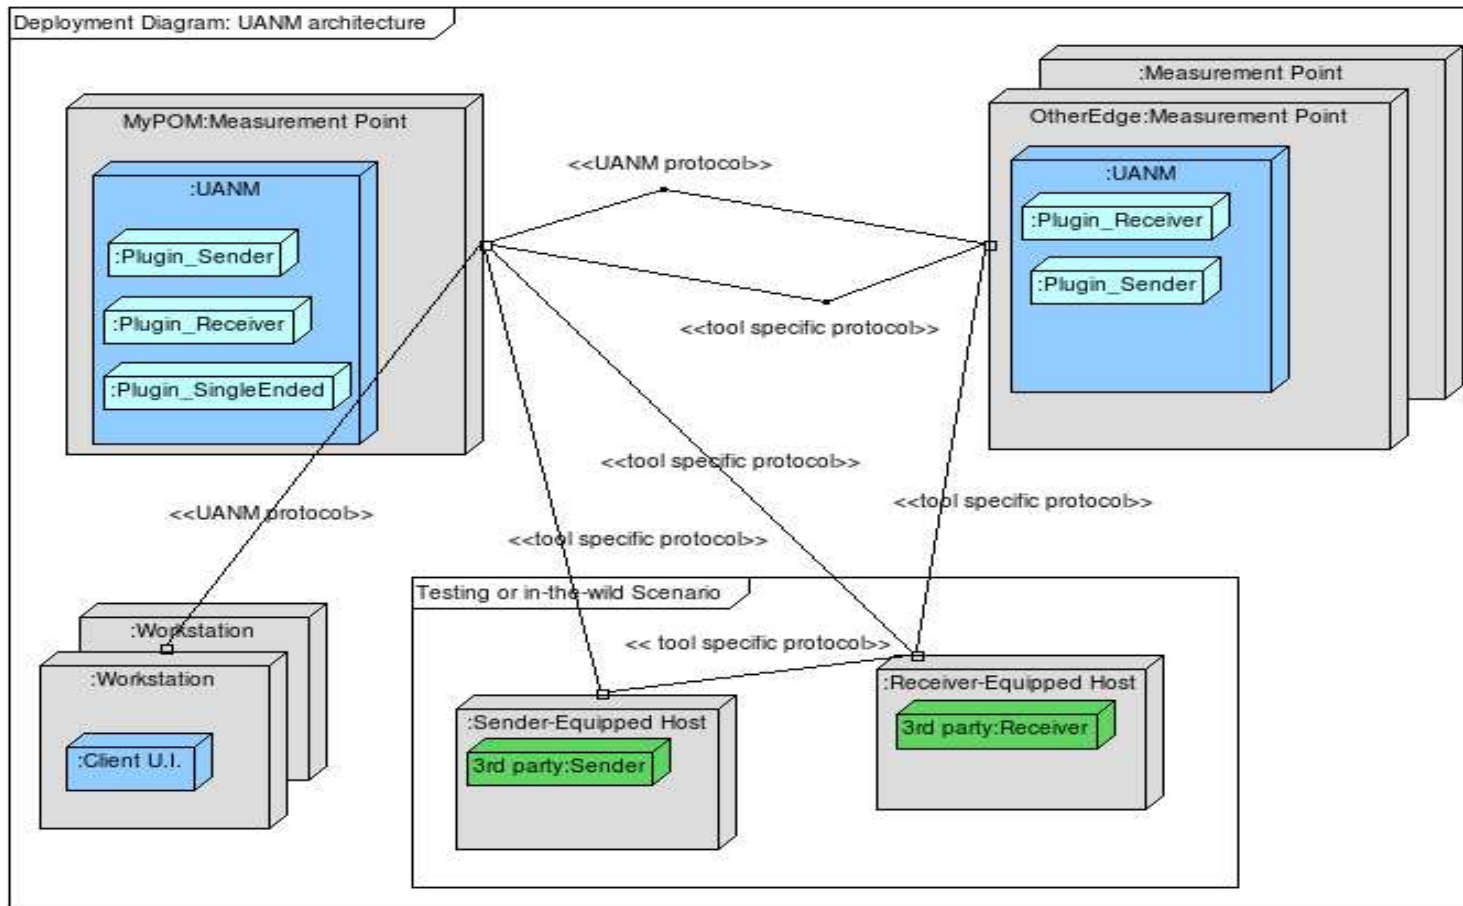 Deployment Diagram: UANM architecture
:Measurement Point
MyPOM:Measurement Point
OtherEdge:Measurement Point
<<UANM protocol>>
:UANM
:UANM
:Plugin_Receiver
:Plugin_Sender
:Plugin_Sender
:Plugin_Receiver
<<tool specific protocol>>
:Plugin_SingleEnded
<<tool specific protocol>>
<<tool specific protocol>>
<<UANM protocol>>
<<tool specific protocol>>
Testing or in-the-wild Scenario
:Workstation
<< tool specific protocol>>
:Workstation
:Receiver-Equipped Host
:Sender-Equipped Host
3rd party:Receiver
:Client U.I.
3rd party:Sender